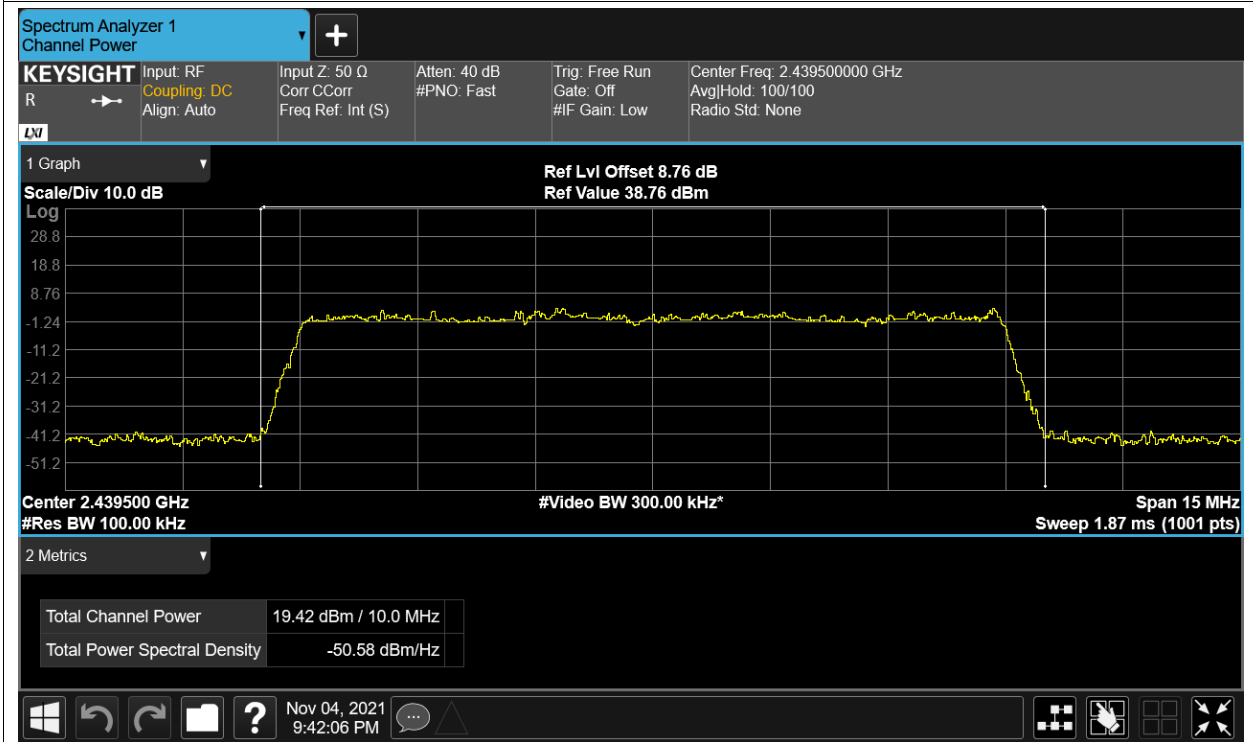 Spectrum Analyzer 1
Channel Power
KEYSIGHT
R
LXI
Input: RF
Coupling: DC
Align: Auto
Input Z: 50 Ω
Corr CCorr
Freq Ref: Int (S)
Atten: 40 dB
#PNO: Fast
Trig: Free Run
Gate: Off
#IF Gain: Low
Center Freq: 2.439500000 GHz
Avg|Hold: 100/100
Radio Std: None
1 Graph
Scale/Div 10.0 dB
Ref Lvl Offset 8.76 dB
Ref Value 38.76 dBm
Log
28.8
18.8
8.76
-1.24
-11.2
-21.2
-31.2
-41.2
-51.2
Center 2.439500 GHz
#Res BW 100.00 kHz
#Video BW 300.00 kHz*
Span 15 MHz
Sweep 1.87 ms (1001 pts)
2 Metrics
Total Channel Power 19.42 dBm / 10.0 MHz
Total Power Spectral Density -50.58 dBm/Hz
?
Nov 04, 2021
9:42:06 PM